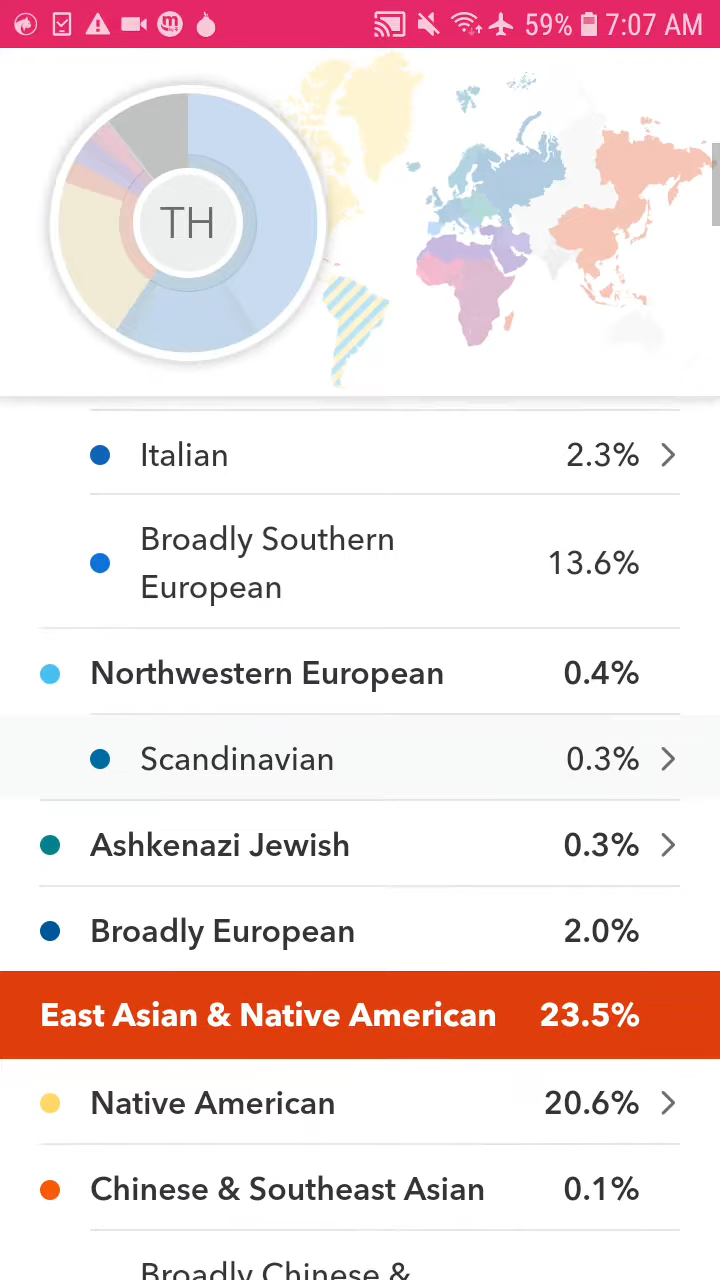 59% 7:07 AM
TH
Italian 2.3%
Broadly Southern
European 13.6%
Northwestern European 0.4%
Scandinavian 0.3%
Ashkenazi Jewish 0.3%
Broadly European 2.0%
East Asian & Native American 23.5%
Native American 20.6%
Chinese & Southeast Asian 0.1%
Broadly Chinese &